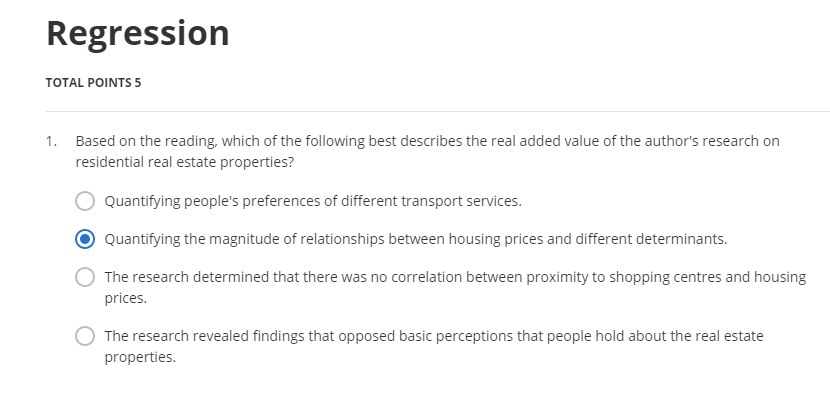 Regression
TOTAL POINTS 5
1. Based on the reading, which of the following best describes the real added value of the author's research on
residential real estate properties?
Quantifying people's preferences of different transport services.
Quantifying the magnitude of relationships between housing prices and different determinants.
The research determined that there was no correlation between proximity to shopping centres and housing
prices.
The research revealed findings that opposed basic perceptions that people hold about the real estate
properties.